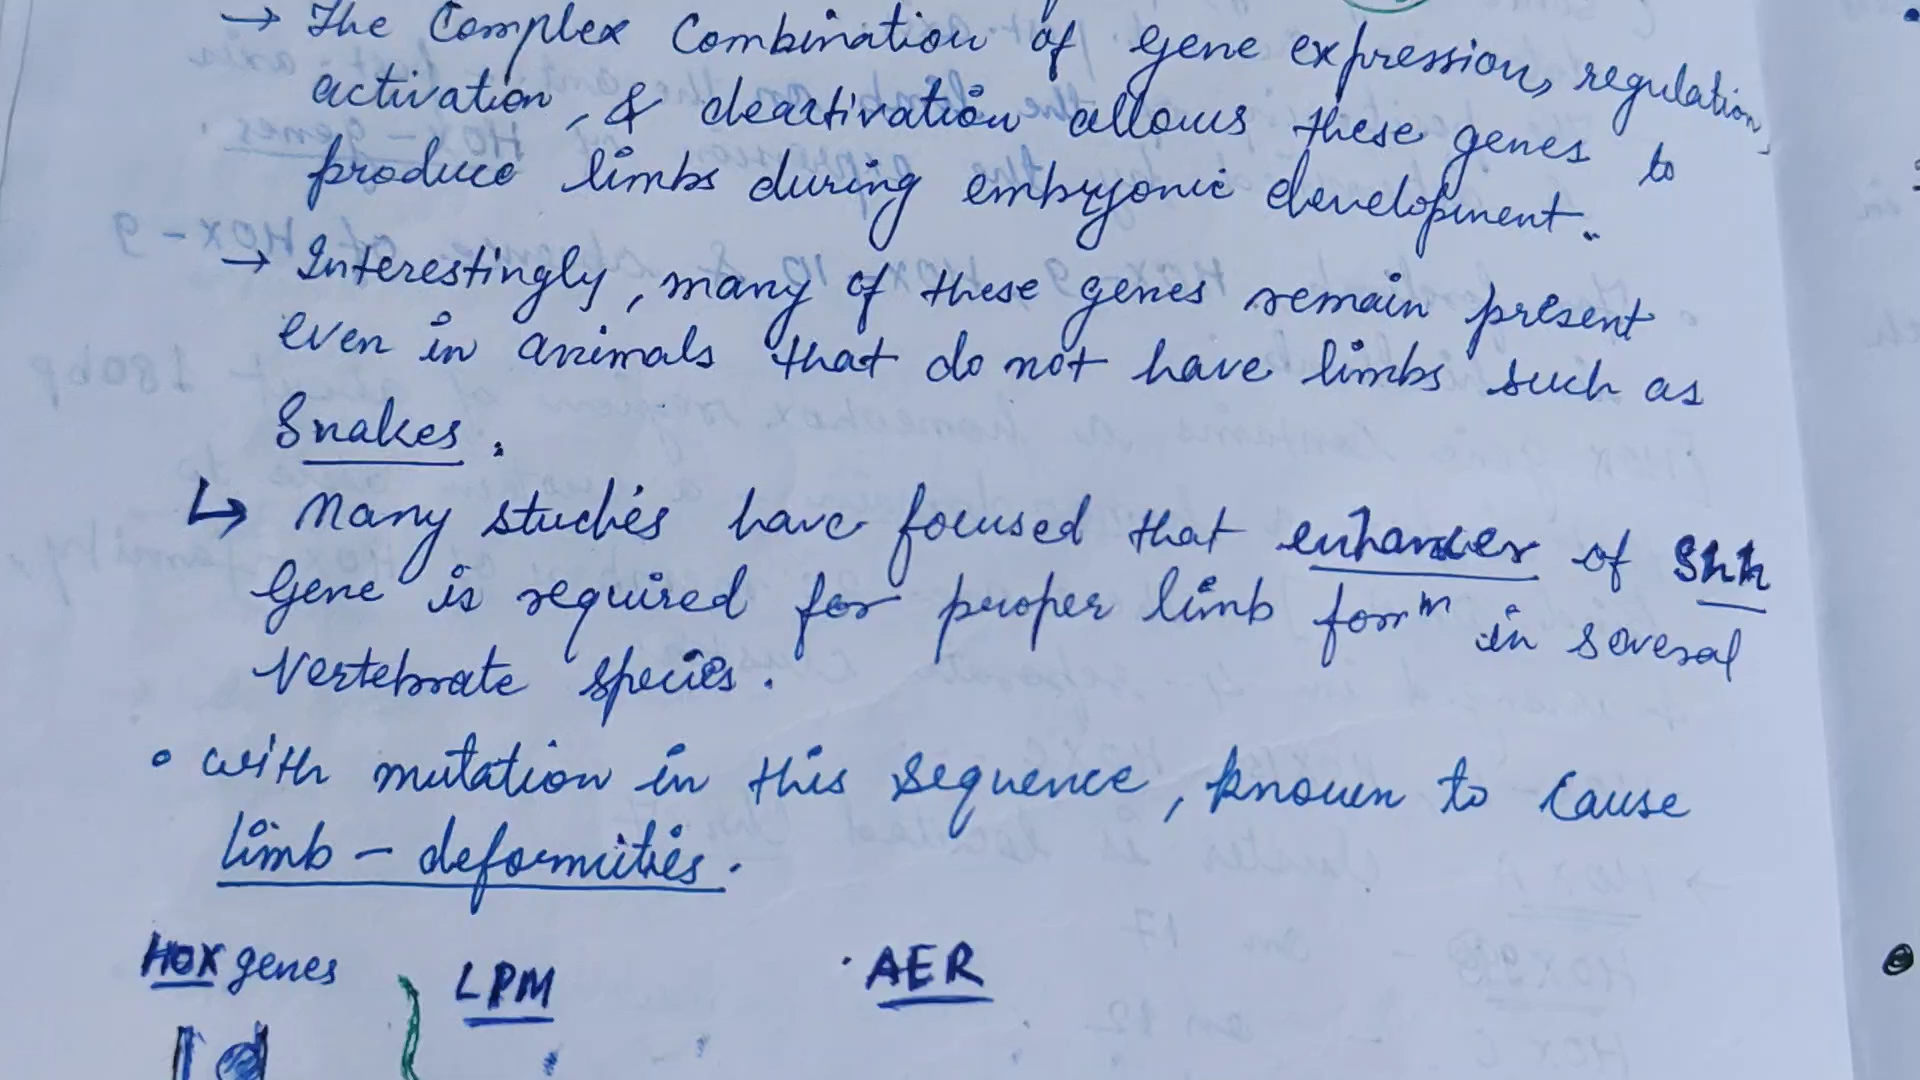 → The Complex Combination of gene expression, regulation,
activation, & deactivation allows these genes to
produce limbs during embryonic development.
→ Interestingly, many of these genes remain present
even in animals that do not have limbs such as
Snakes.
↳ Many studies have focused that enhancer of Shh
Gene is required for proper limb formⁿ in several
Vertebrate species.
• with mutation in this sequence, known to cause
limb - deformities.
HOX genes LPM • AER